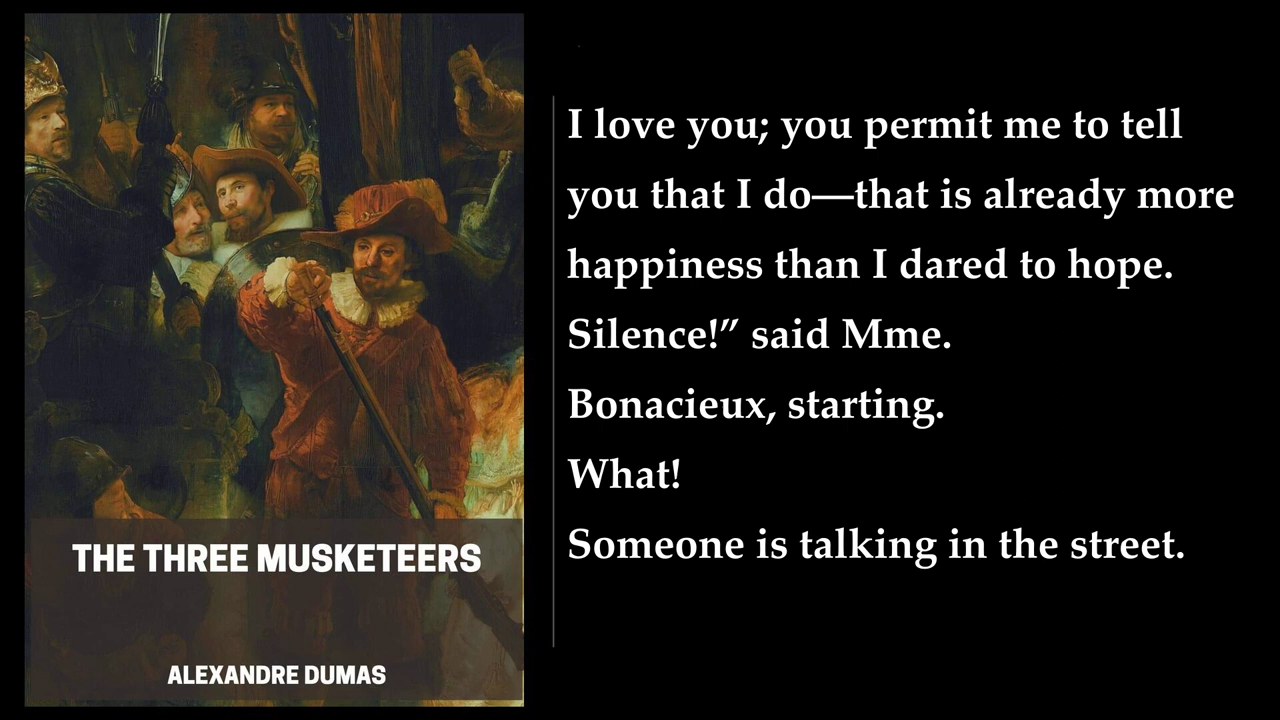 THE THREE MUSKETEERS
ALEXANDRE DUMAS
I love you; you permit me to tell
you that I do—that is already more
happiness than I dared to hope.
Silence!” said Mme.
Bonacieux, starting.
What!
Someone is talking in the street.